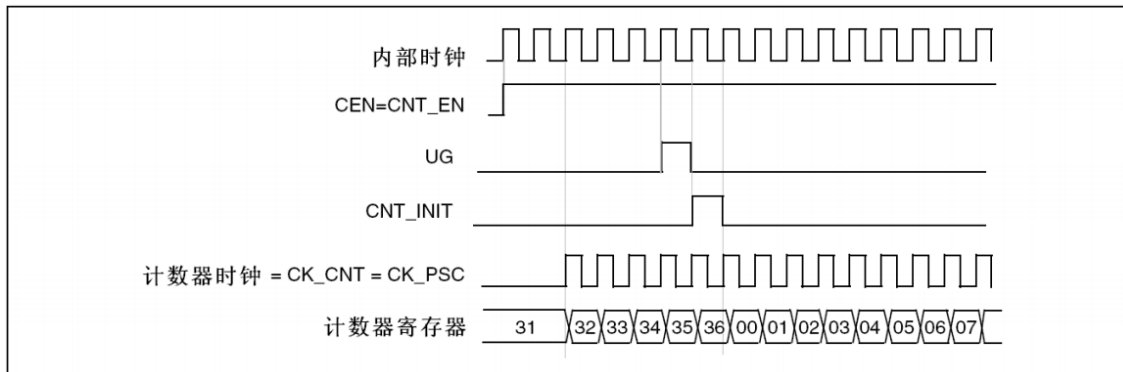 内部时钟
CEN=CNT_EN
UG
CNT_INIT
计数器时钟 = CK_CNT = CK_PSC
计数器寄存器 31 32 33 34 35 36 00 01 02 03 04 05 06 07